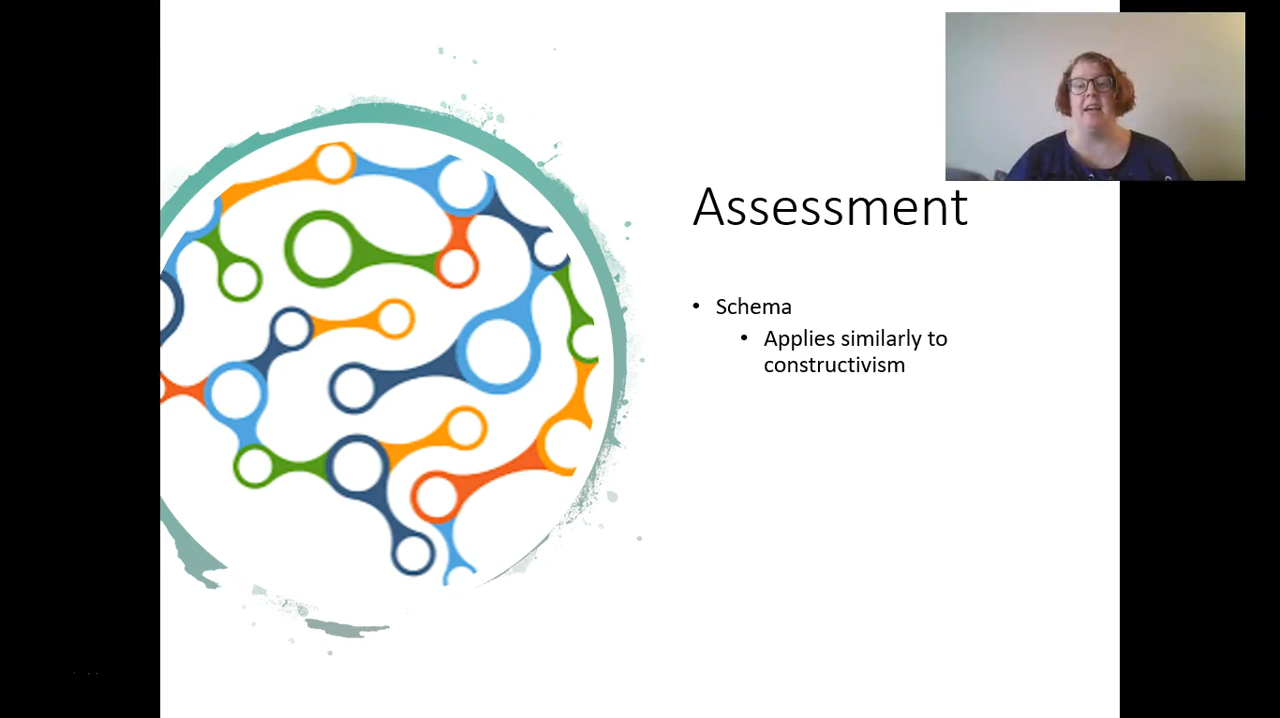 Assessment
• Schema
• Applies similarly to
constructivism